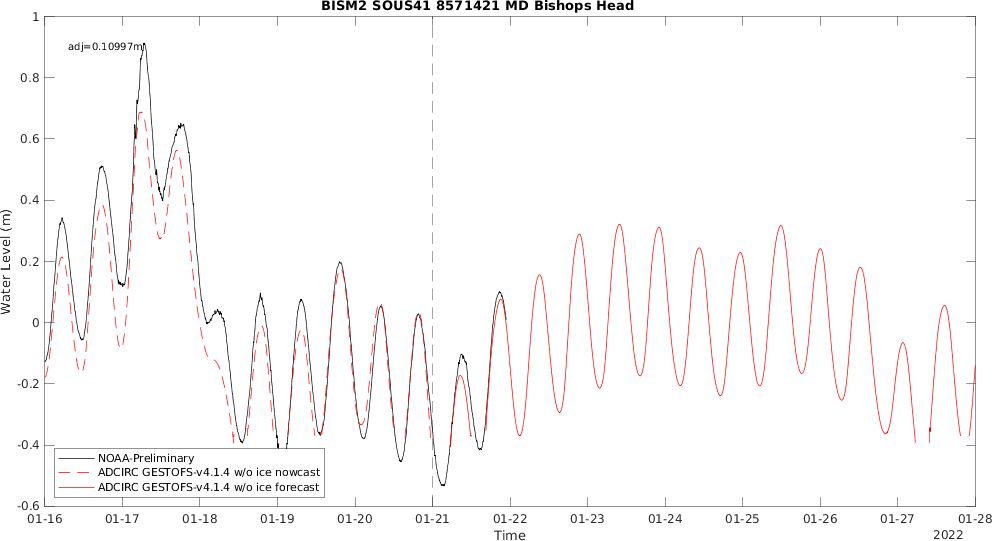 BISM2 SOUS41 8571421 MD Bishops Head
adj=0.10997m
Water Level (m)
1
0.8
0.6
0.4
0.2
0
-0.2
-0.4
-0.6
NOAA-Preliminary
ADCIRC GESTOFS-v4.1.4 w/o ice nowcast
ADCIRC GESTOFS-v4.1.4 w/o ice forecast
01-16 01-17 01-18 01-19 01-20 01-21 01-22 01-23 01-24 01-25 01-26 01-27 01-28
Time
2022